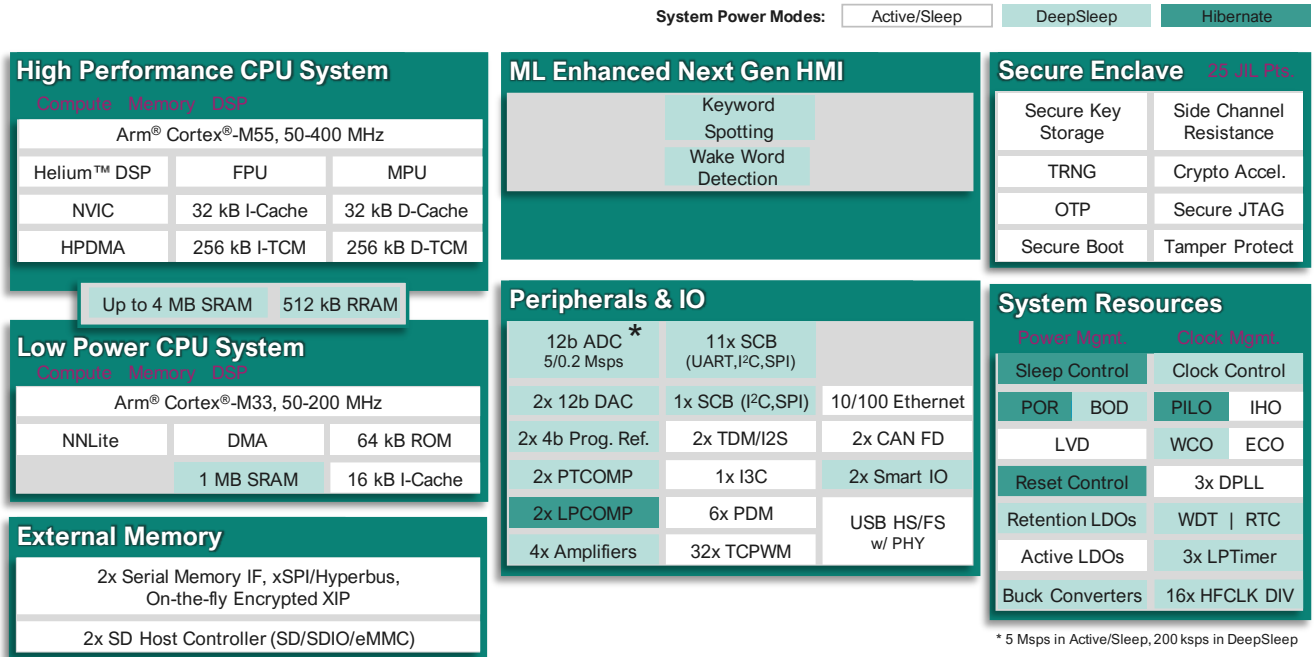 System Power Modes: Active/Sleep DeepSleep Hibernate
High Performance CPU System
Compute Memory DSP
Arm® Cortex®-M55, 50-400 MHz
Helium™ DSP FPU MPU
NVIC 32 kB I-Cache 32 kB D-Cache
HPDMA 256 kB I-TCM 256 kB D-TCM
Up to 4 MB SRAM 512 kB RRAM
Low Power CPU System
Compute Memory DSP
Arm® Cortex®-M33, 50-200 MHz
NNLite DMA 64 kB ROM
1 MB SRAM 16 kB I-Cache
External Memory
2x Serial Memory IF, xSPI/Hyperbus,
On-the-fly Encrypted XIP
2x SD Host Controller (SD/SDIO/eMMC)
ML Enhanced Next Gen HMI
Keyword
Spotting
Wake Word
Detection
Peripherals & IO
12b ADC * 11x SCB
5/0.2 Msps (UART,I²C,SPI)
2x 12b DAC 1x SCB (I²C,SPI) 10/100 Ethernet
2x 4b Prog. Ref. 2x TDM/I2S 2x CAN FD
2x PTCOMP 1x I3C 2x Smart IO
2x LPCOMP 6x PDM USB HS/FS
4x Amplifiers 32x TCPWM w/ PHY
Secure Enclave 25 JIL Pts.
Secure Key Side Channel
Storage Resistance
TRNG Crypto Accel.
OTP Secure JTAG
Secure Boot Tamper Protect
System Resources
Power Mgmt. Clock Mgmt.
Sleep Control Clock Control
POR BOD PILO IHO
LVD WCO ECO
Reset Control 3x DPLL
Retention LDOs WDT | RTC
Active LDOs 3x LPTimer
Buck Converters 16x HFCLK DIV
* 5 Msps in Active/Sleep, 200 ksps in DeepSleep